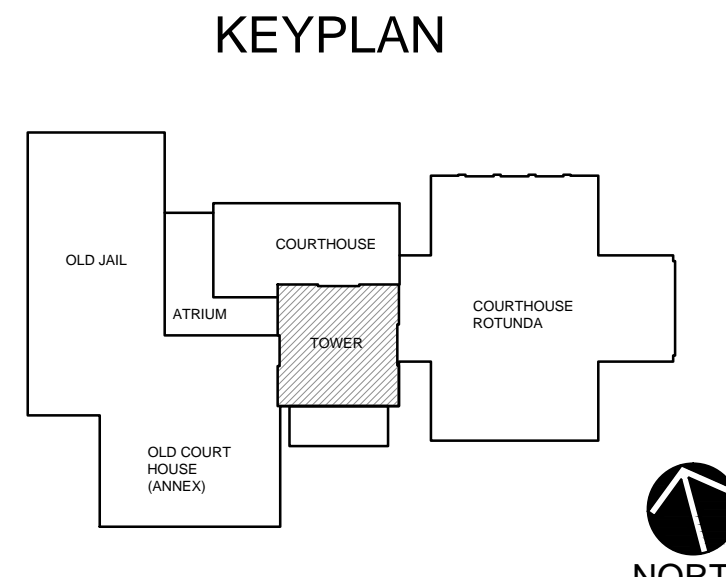 KEYPLAN
OLD JAIL
COURTHOUSE
ATRIUM
COURTHOUSE
ROTUNDA
TOWER
OLD COURT
HOUSE
(ANNEX)